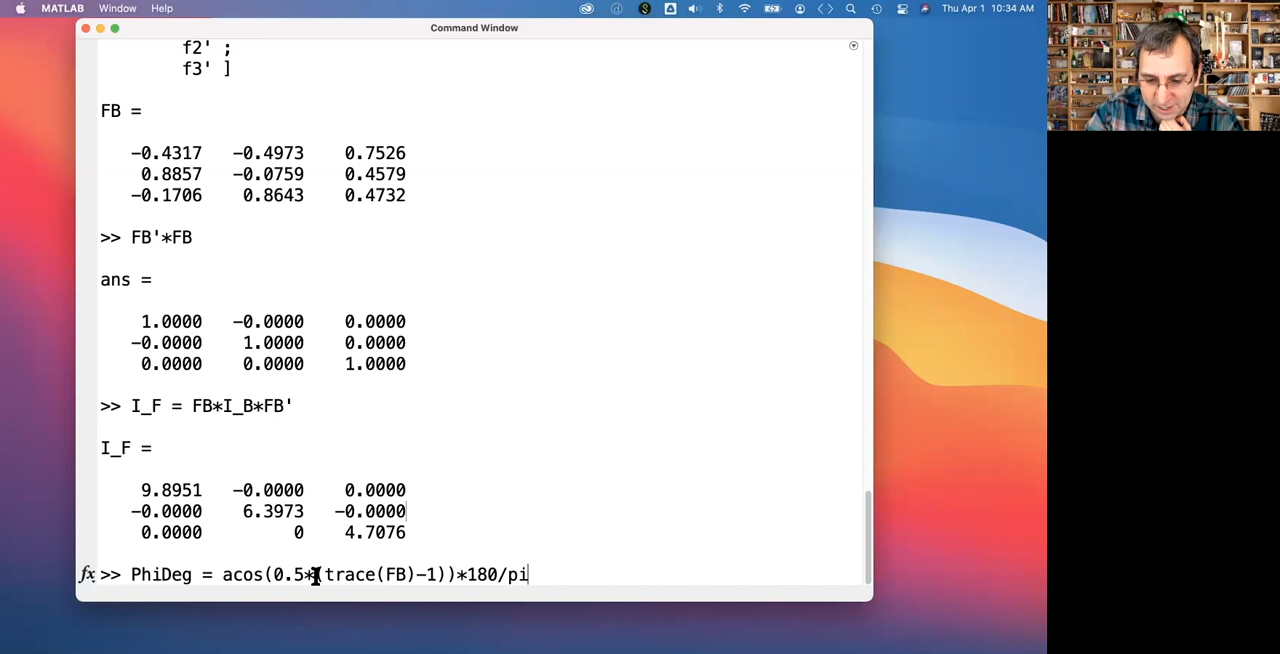 MATLAB Window Help Thu Apr 1 10:34 AM
Command Window
f2' ;
f3' ]
FB =
−0.4317 −0.4973 0.7526
0.8857 −0.0759 0.4579
−0.1706 0.8643 0.4732
>> FB'*FB
ans =
1.0000 −0.0000 0.0000
−0.0000 1.0000 0.0000
0.0000 0.0000 1.0000
>> I_F = FB*I_B*FB'
I_F =
9.8951 −0.0000 0.0000
−0.0000 6.3973 −0.0000
0.0000 0 4.7076
fx >> PhiDeg = acos(0.5*(trace(FB)−1))*180/pi